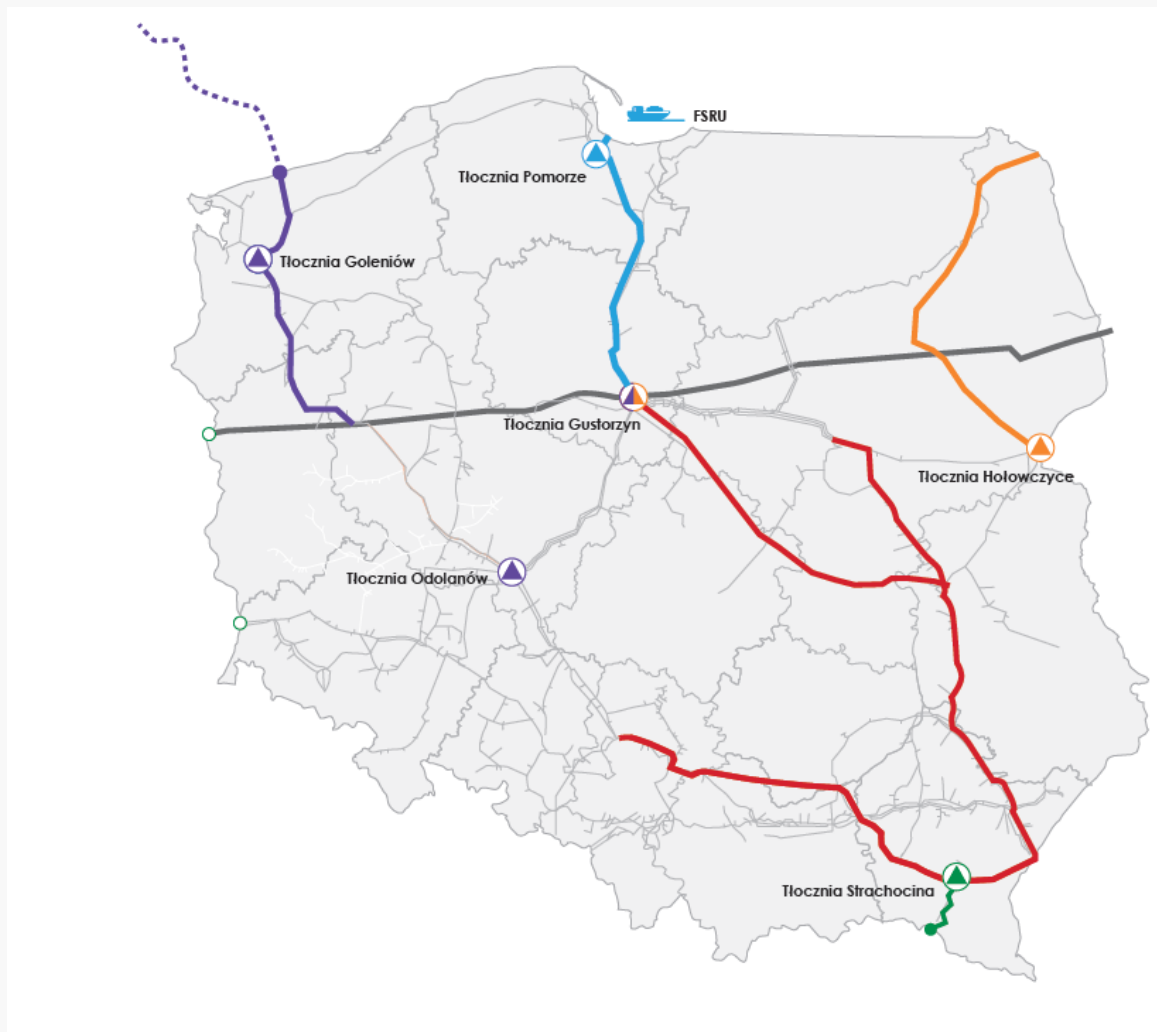 FSRU
Tłocznia Pomorze
Tłocznia Goleniów
Tłocznia Gustorzyn
Tłocznia Hołowczyce
Tłocznia Odolanów
Tłocznia Strachocina